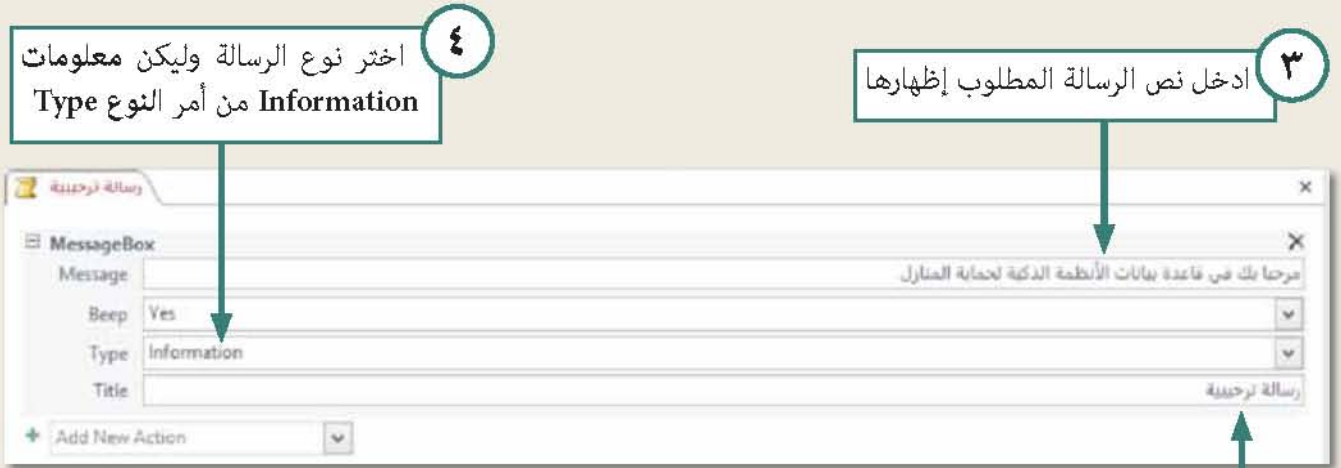 ٤
اختر نوع الرسالة وليكن معلومات
Information من أمر النوع Type
٣
ادخل نص الرسالة المطلوب إظهارها
رسالة ترحيبية
MessageBox
Message
مرحبا بك في قاعدة بيانات الأنظمة الذكية لحماية المنازل
Beep Yes
Type Information
Title رسالة ترحيبية
Add New Action